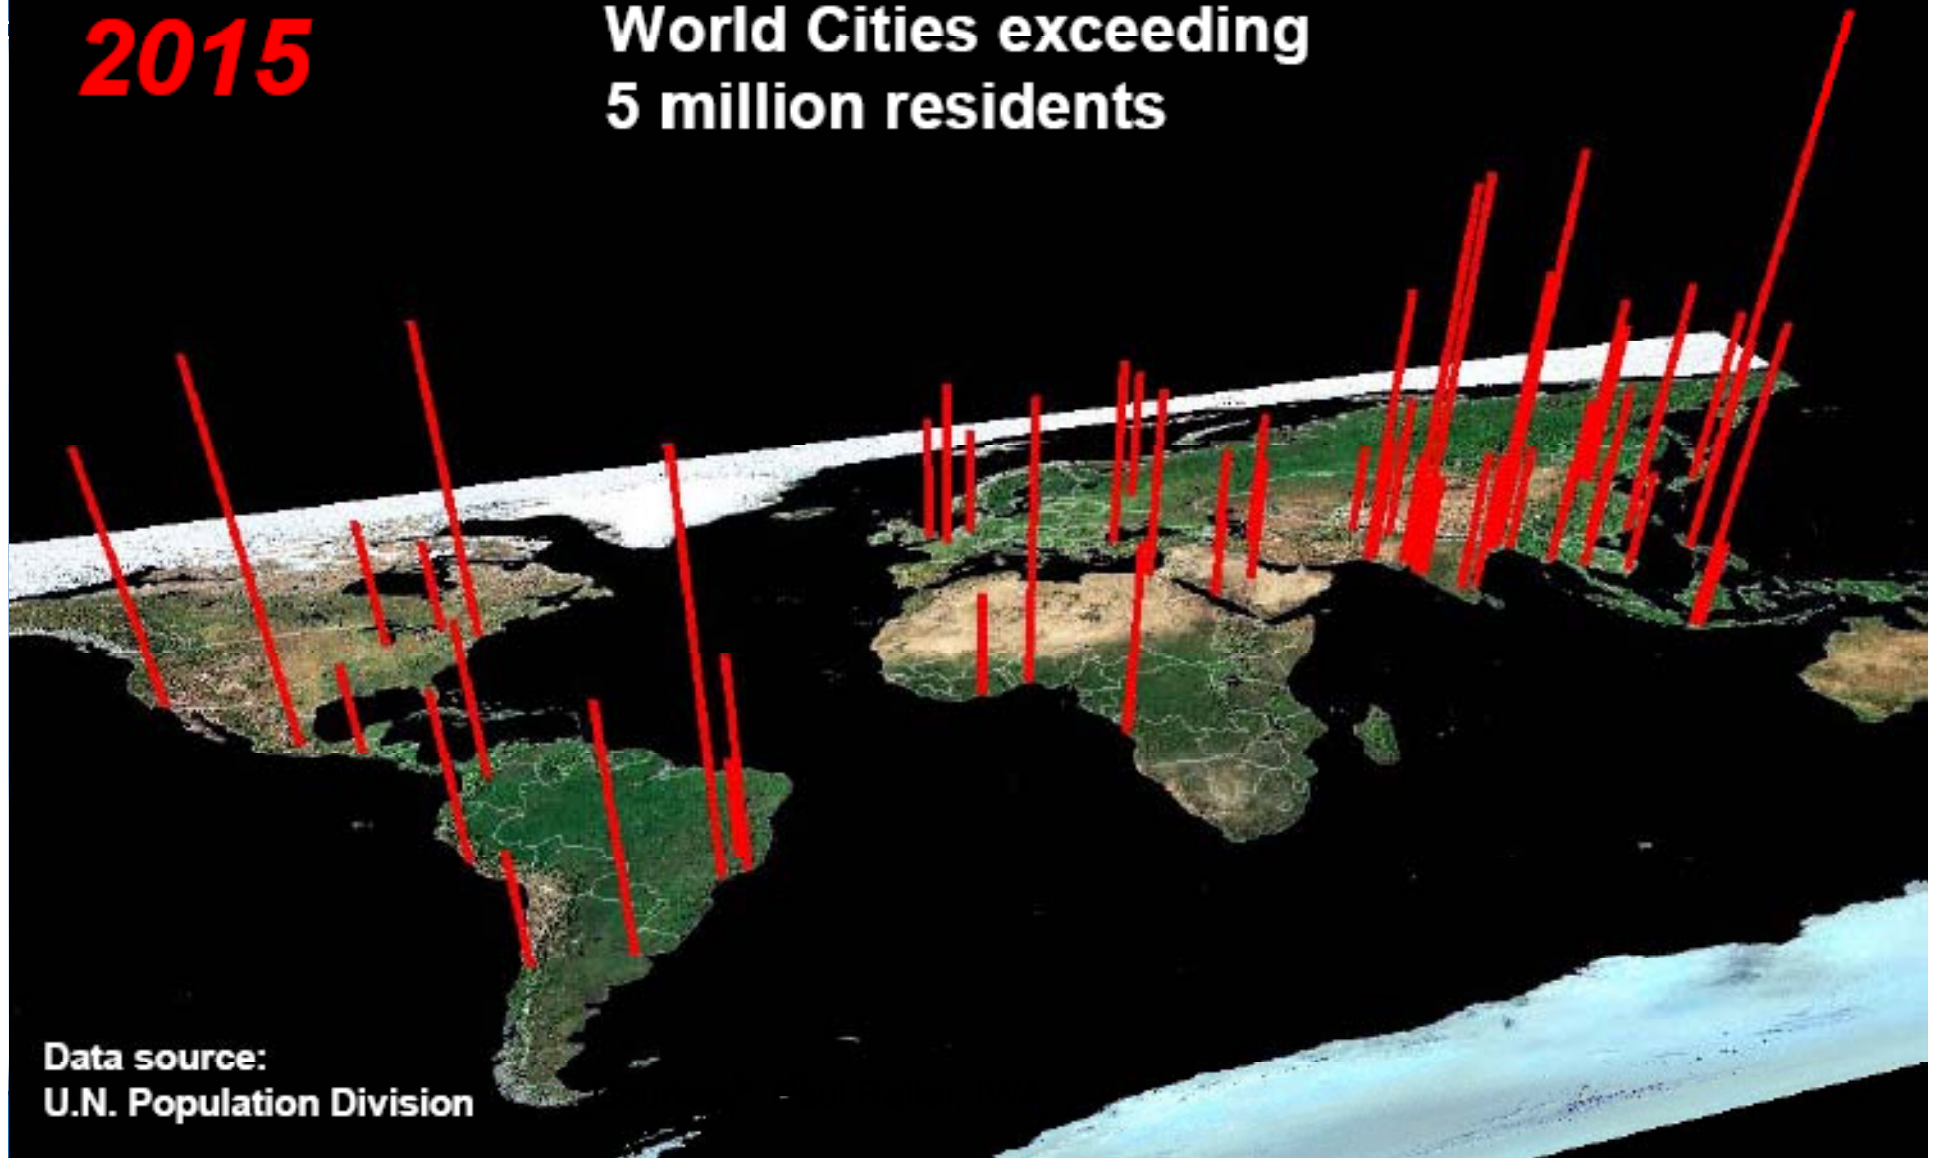 2015
World Cities exceeding
5 million residents
Data source:
U.N. Population Division